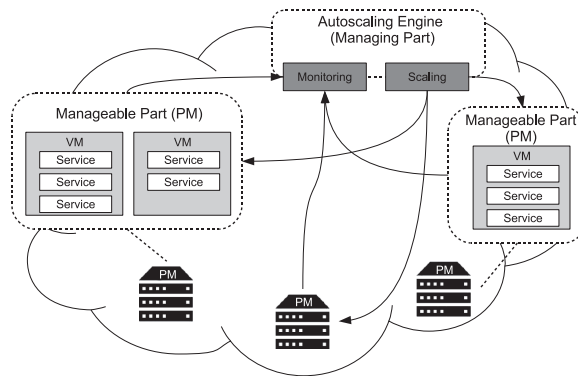 Autoscaling Engine
(Managing Part)
Monitoring
Scaling
Manageable Part (PM)
VM
Service
Service
Service
VM
Service
Service
Manageable Part
(PM)
VM
Service
Service
Service
PM
PM
PM